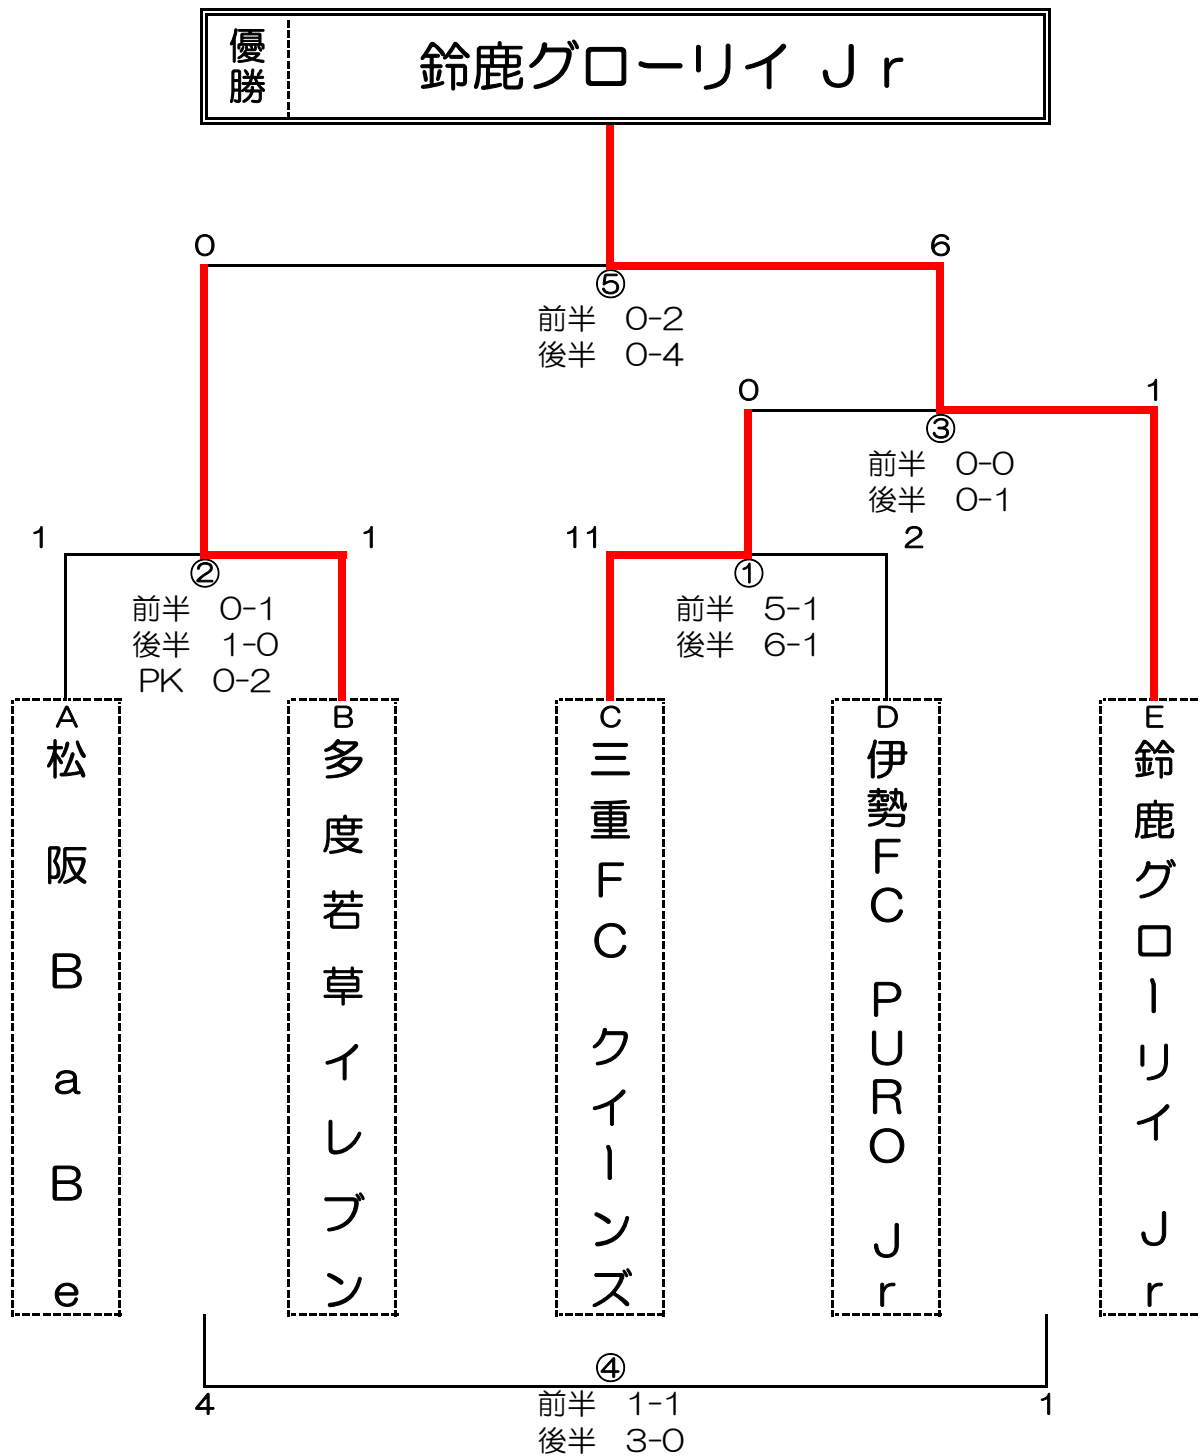 優勝
鈴鹿グローリイ Jr
0
6
⑤
前半 0-2
後半 0-4
0
1
③
前半 0-0
後半 0-1
1
1
11
2
②
①
前半 0-1
後半 1-0
PK 0-2
前半 5-1
後半 6-1
A
松阪BaBBe
B
多度若草イレブン
C
三重FC クィーンズ
D
伊勢FC PURO Jr
E
鈴鹿グローリイ Jr
④
4
前半 1-1
1
後半 3-0